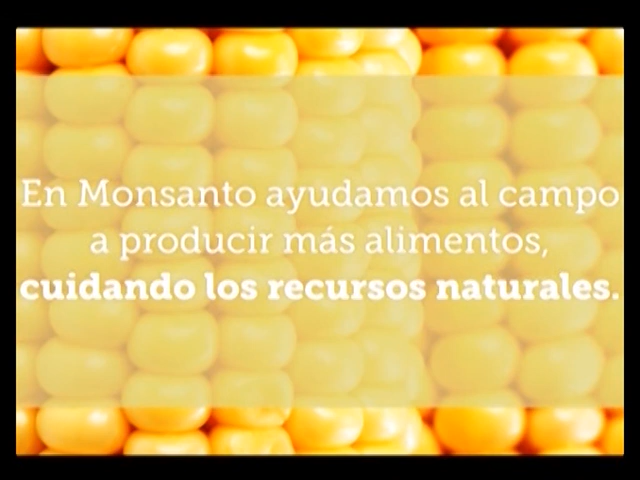 En Monsanto ayudamos al campo
a producir más alimentos,
cuidando los recursos naturales.